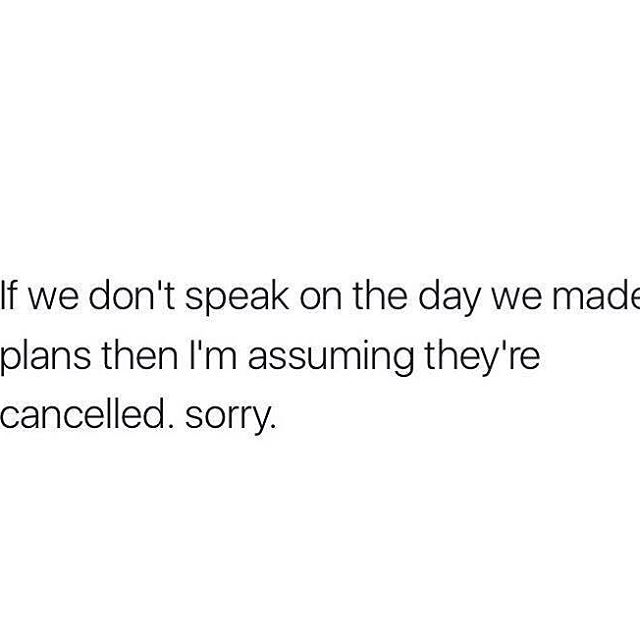 If we don't speak on the day we made
plans then I'm assuming they're
cancelled. sorry.